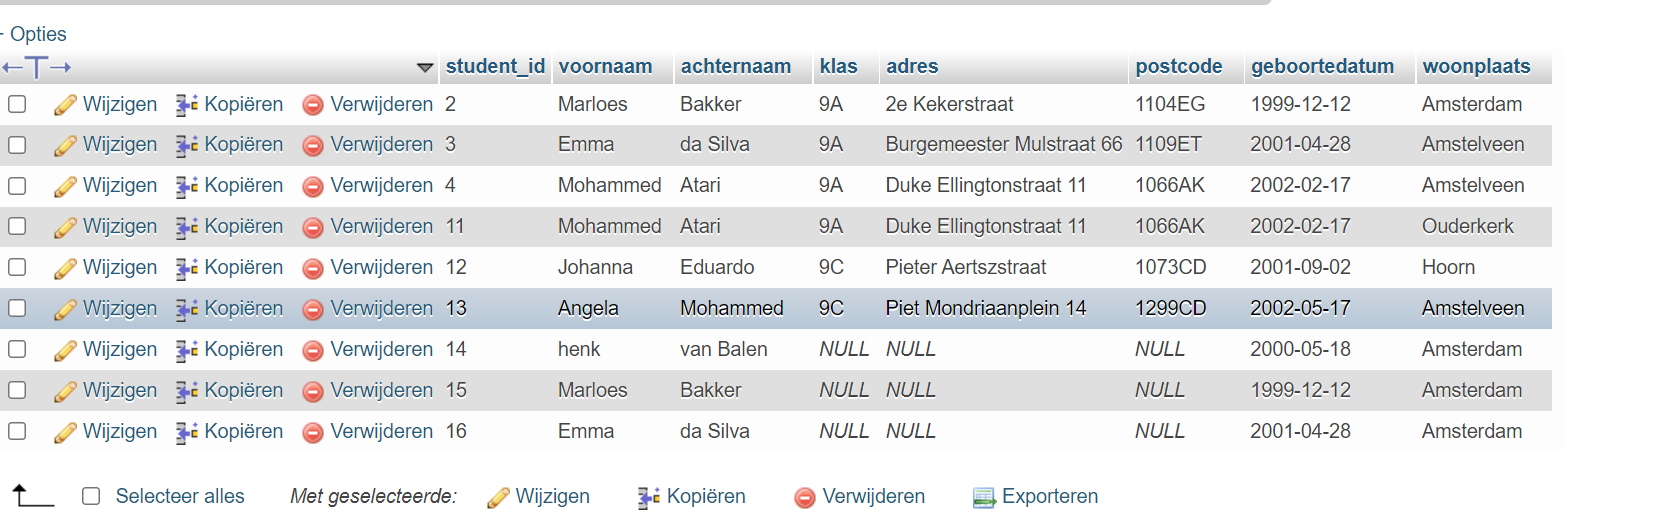 Opties
student_id voornaam achternaam klas adres postcode geboortedatum woonplaats
Wijzigen Kopiëren Verwijderen 2 Marloes Bakker 9A 2e Kekerstraat 1104EG 1999-12-12 Amsterdam
Wijzigen Kopiëren Verwijderen 3 Emma da Silva 9A Burgemeester Mulstraat 66 1109ET 2001-04-28 Amstelveen
Wijzigen Kopiëren Verwijderen 4 Mohammed Atari 9A Duke Ellingtonstraat 11 1066AK 2002-02-17 Amstelveen
Wijzigen Kopiëren Verwijderen 11 Mohammed Atari 9A Duke Ellingtonstraat 11 1066AK 2002-02-17 Ouderkerk
Wijzigen Kopiëren Verwijderen 12 Johanna Eduardo 9C Pieter Aertszstraat 1073CD 2001-09-02 Hoorn
Wijzigen Kopiëren Verwijderen 13 Angela Mohammed 9C Piet Mondriaanplein 14 1299CD 2002-05-17 Amstelveen
Wijzigen Kopiëren Verwijderen 14 henk van Balen NULL NULL NULL 2000-05-18 Amsterdam
Wijzigen Kopiëren Verwijderen 15 Marloes Bakker NULL NULL NULL 1999-12-12 Amsterdam
Wijzigen Kopiëren Verwijderen 16 Emma da Silva NULL NULL NULL 2001-04-28 Amsterdam
Selecteer alles Met geselecteerde: Wijzigen Kopiëren Verwijderen Exporteren